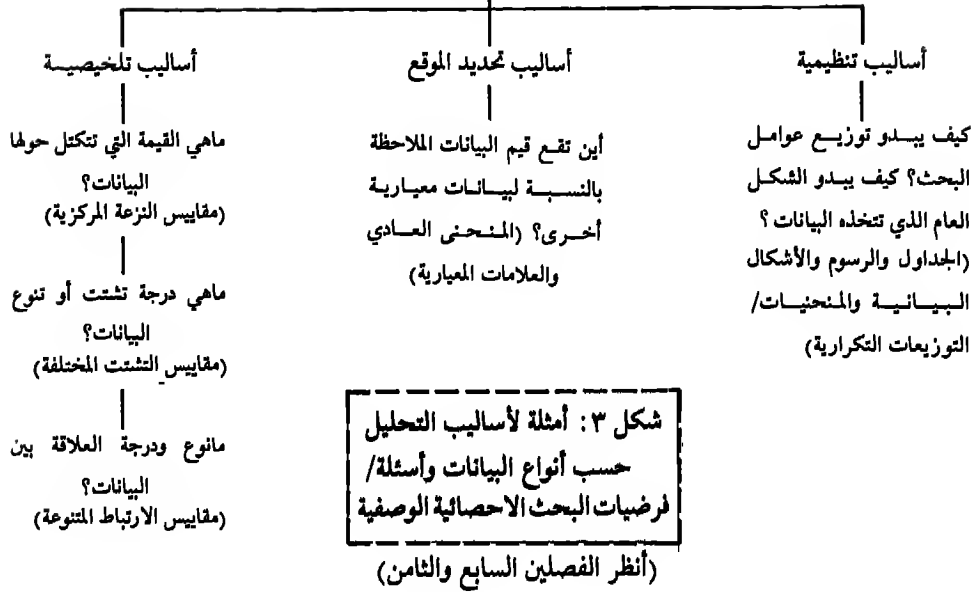 أساليب تنظيمية
كيف يبدو توزيع عوامل
البحث؟ كيف يبدو الشكل
العام الذي تتخذه البيانات؟
(الجداول والرسوم والأشكال
البيانية والمنحنيات/
التوزيعات التكرارية)
أساليب تحديد الموقع
أين تقع قيم البيانات الملاحظة
بالنسبة لبيانات معيارية
أخرى؟ (المنحنى العادي
والعلامات المعيارية)
أساليب تلخيصية
ماهي القيمة التي تتكتل حولها
البيانات؟
(مقاييس النزعة المركزية)
ماهي درجة تشتت أو تنوع
البيانات؟
(مقاييس التشتت المختلفة)
مانوع ودرجة العلاقة بين
البيانات؟
(مقاييس الارتباط المتنوعة)
شكل ٣: أمثلة لأساليب التحليل
حسب أنواع البيانات وأسئلة/
فرضيات البحث الاحصائية الوصفية
(أنظر الفصلين السابع والثامن)